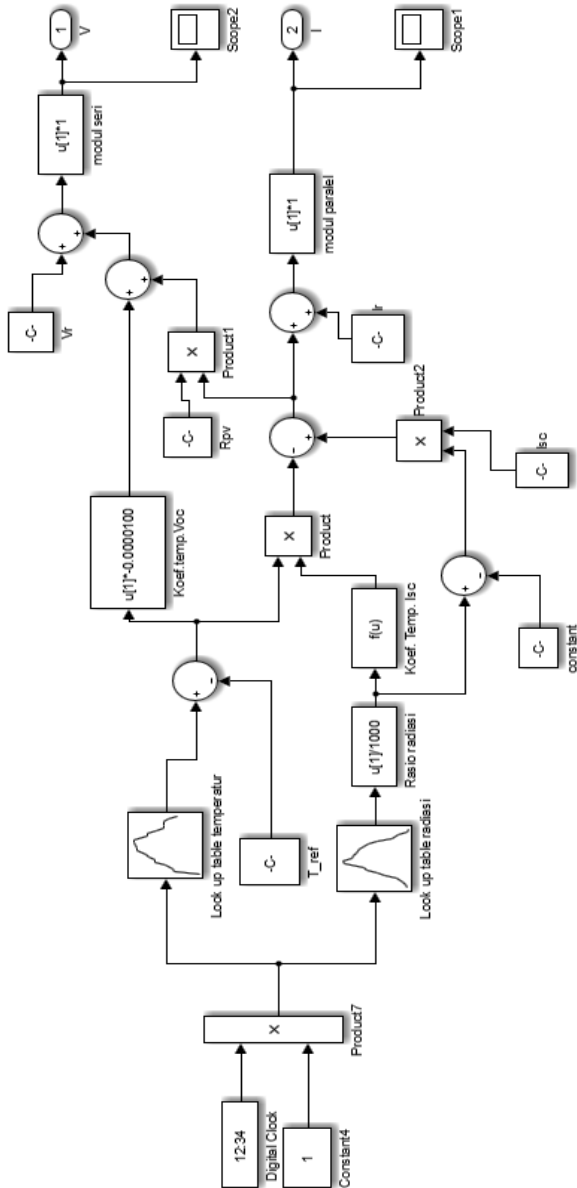 12:34
Digital Clock
1
Constant4
×
Product7
Look up table temperatur
-C-
T_ref
Look up table radiasi
+
-
u[1]/1000
Rasio radiasi
f(u)
Koef. Temp. Isc
u[1]*-0.0000100
Koef.temp.Voc
×
Product
-C-
constant
+
-
-C-
Isc
×
Product2
-
+
-C-
Rpv
×
Product1
+
+
-C-
Vr
+
+
-C-
Ir
+
+
u[1]*1
modul seri
u[1]*1
modul paralel
1
V
Scope2
2
I
Scope1